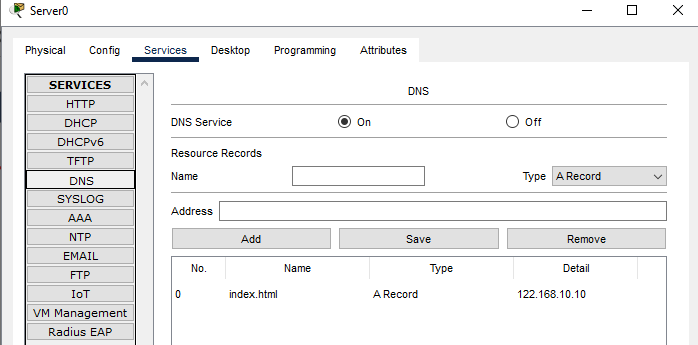 Server0
Physical Config Services Desktop Programming Attributes
SERVICES
HTTP
DHCP
DHCPv6
TFTP
DNS
SYSLOG
AAA
NTP
EMAIL
FTP
IoT
VM Management
Radius EAP
DNS
DNS Service On Off
Resource Records
Name Type A Record
Address
Add Save Remove
No. Name Type Detail
0 index.html A Record 122.168.10.10